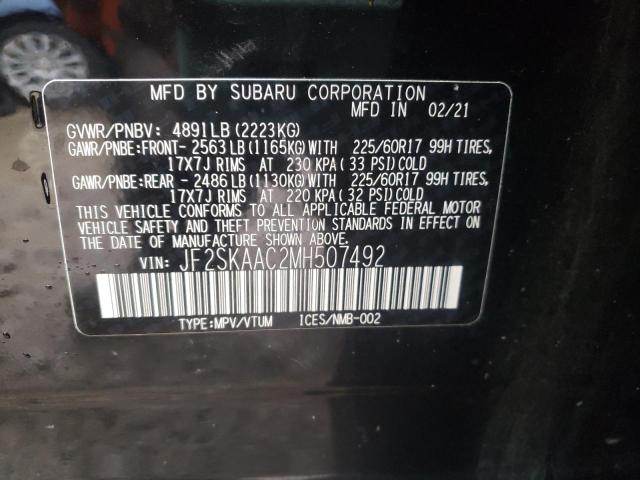 MFD BY SUBARU CORPORATION
MFD IN 02/21
GVWR/PNBV: 4891LB(2223KG)
GAWR/PNBE:FRONT- 2563LB(1165KG)WITH 225/60R17 99H TIRES,
17X7J RIMS AT 230 KPA(33 PSI)COLD
GAWR/PNBE:REAR - 2486LB(1130KG)WITH 225/60R17 99H TIRES,
17X7J RIMS AT 220 KPA(32 PSI)COLD
THIS VEHICLE CONFORMS TO ALL APPLICABLE FEDERAL MOTOR
VEHICLE SAFETY AND THEFT PREVENTION STANDARDS IN EFFECT ON
THE DATE OF MANUFACTURE SHOWN ABOVE.
VIN: JF2SKAAC2MH507492
TYPE:MPV/VTUM ICES/NMB-002